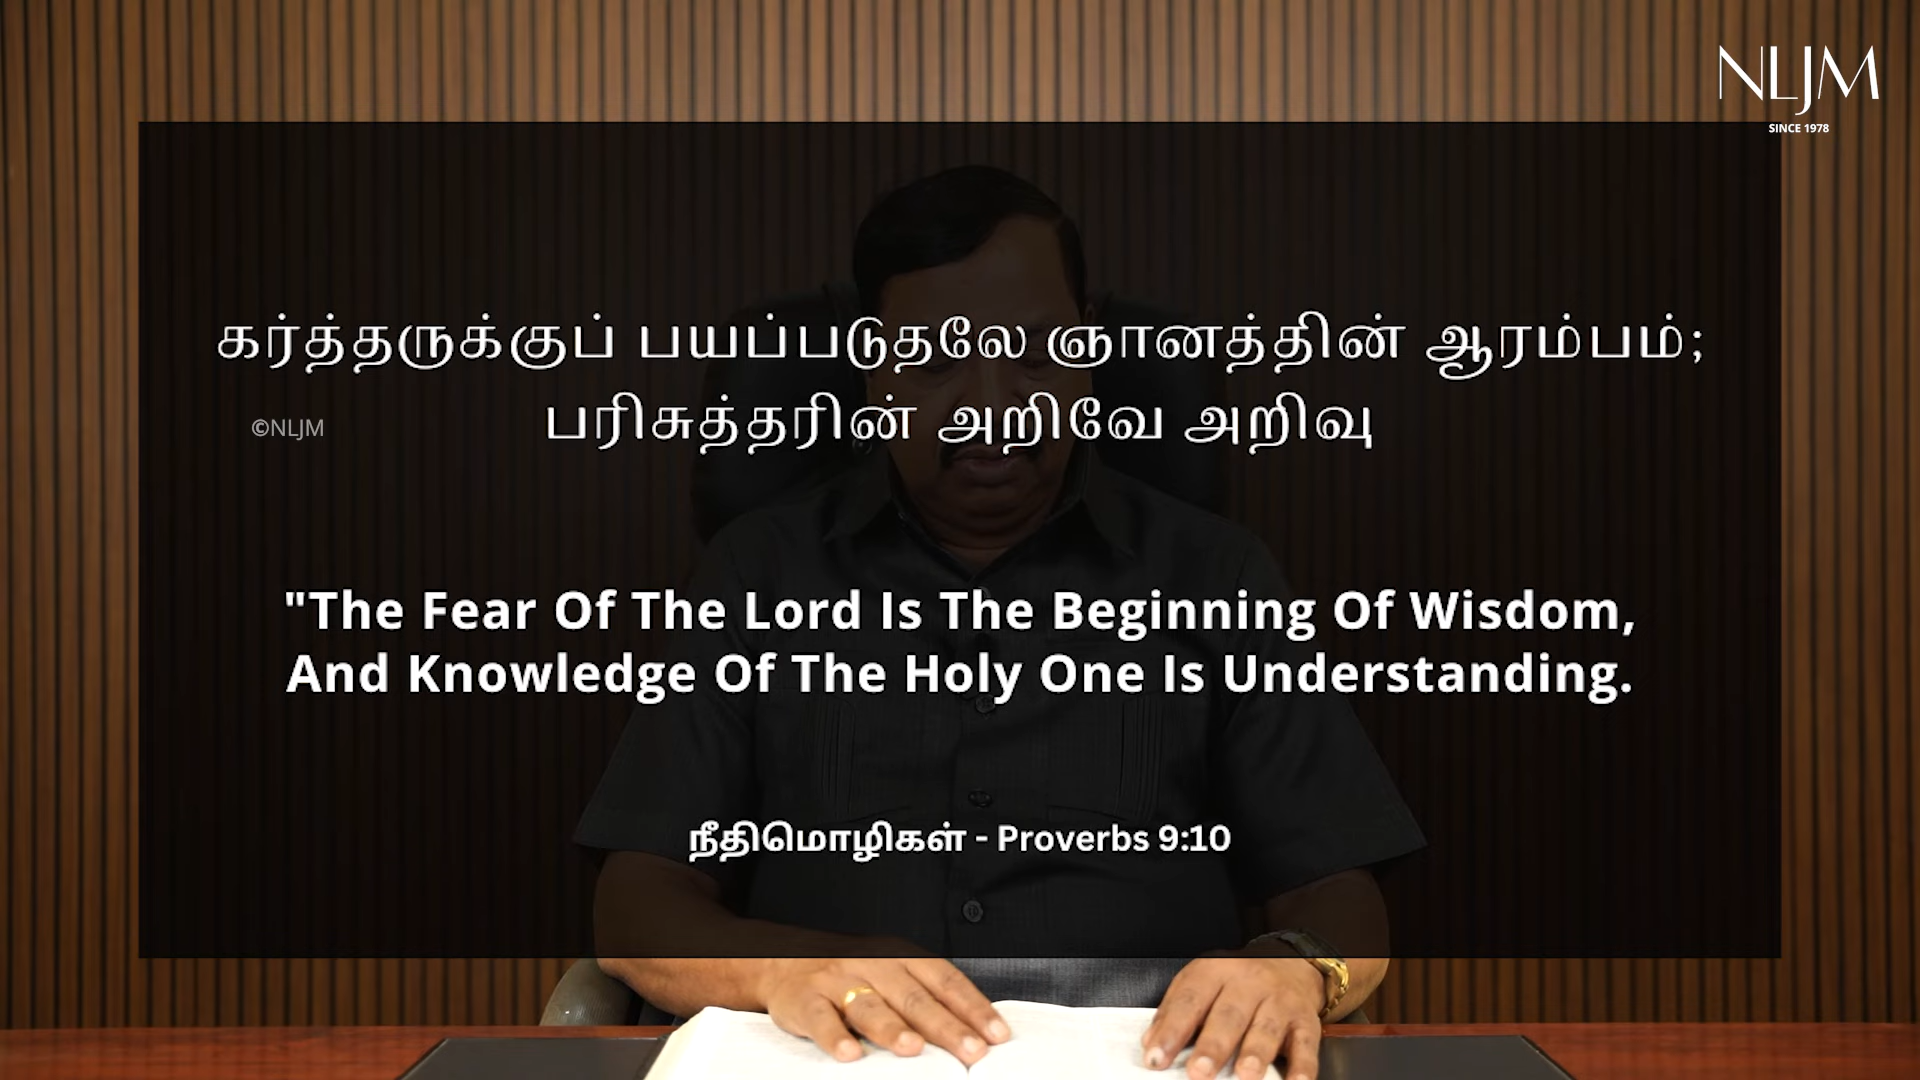 NLJM
SINCE 1978
கர்த்தருக்குப் பயப்படுதலே ஞானத்தின் ஆரம்பம்;
பரிசுத்தரின் அறிவே அறிவு
©NLJM
"The Fear Of The Lord Is The Beginning Of Wisdom,
And Knowledge Of The Holy One Is Understanding.
நீதிமொழிகள் - Proverbs 9:10